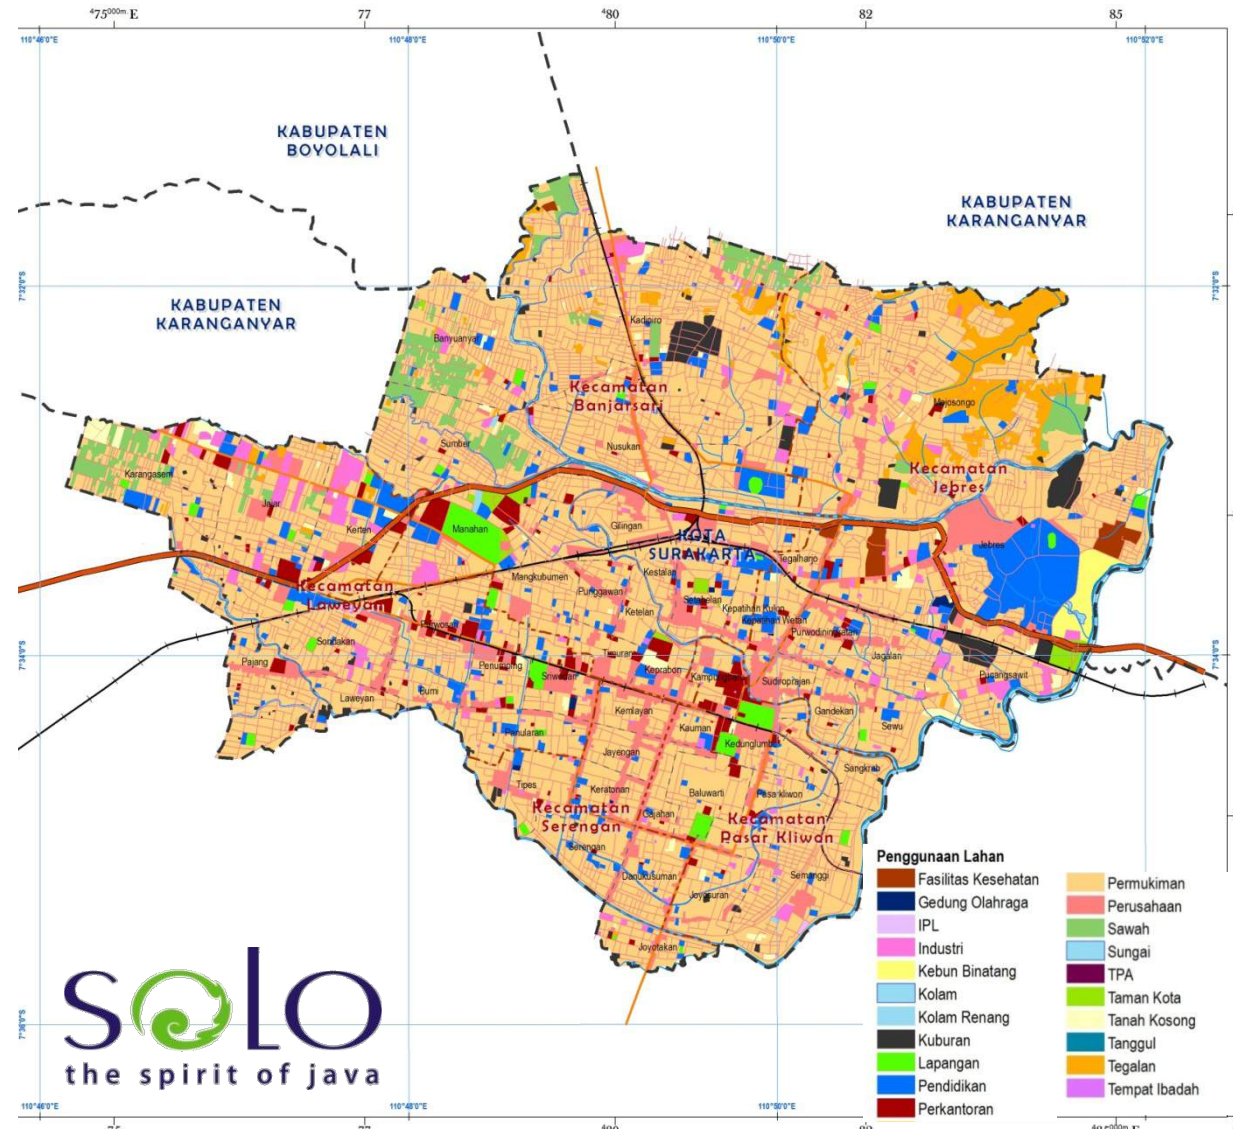 475000m. E
77
480
82
85
110°46'0"E
110°48'0"E
110°50'0"E
110°52'0"E
KABUPATEN
BOYOLALI
KABUPATEN
KARANGANYAR
KABUPATEN
KARANGANYAR
7°32'0"S
7°32'0"S
Kadipiro
Banyuanyar
Kecamatan
Banjarsari
Mojosongo
Sumber
Nusukan
Kecamatan
Jebres
Karangasem
Jajar
Kerten
Manahan
Gilingan
KOTA
SURAKARTA
Jebres
Tegalharjo
Kestalan
Mangkubumen
Kecamatan
Laweyan
Punggawan
Setabelan
Ketelan
Kepatihan Kulon
Kepatihan Wetan
Purwosari
Purwodiningratan
Sondakan
Jagalan
7°34'0"S
7°34'0"S
Pajang
Penumping
Sriwedari
Timuran
Keprabon
Kampungbaru
Sudiroprajan
Pucangsawit
Laweyan
Bumi
Kemlayan
Gandekan
Sewu
Penularan
Kauman
Kedunglumbu
Jayengan
Sangkrah
Tipes
Keratonan
Baluwarti
Pasa kliwon
Kecamatan
Serengan
Gajahan
Kecamatan
Pasar Kliwan
Serengan
Danukusuman
Semanggi
Joyosuran
Joyotakan
Penggunaan Lahan
Fasilitas Kesehatan
Gedung Olahraga
IPL
Industri
Kebun Binatang
Kolam
Kolam Renang
Kuburan
Lapangan
Pendidikan
Perkantoran
Permukiman
Perusahaan
Sawah
Sungai
TPA
Taman Kota
Tanah Kosong
Tanggul
Tegalan
Tempat Ibadah
solo
the spirit of java
7°36'0"S
110°46'0"E
110°48'0"E
110°50'0"E